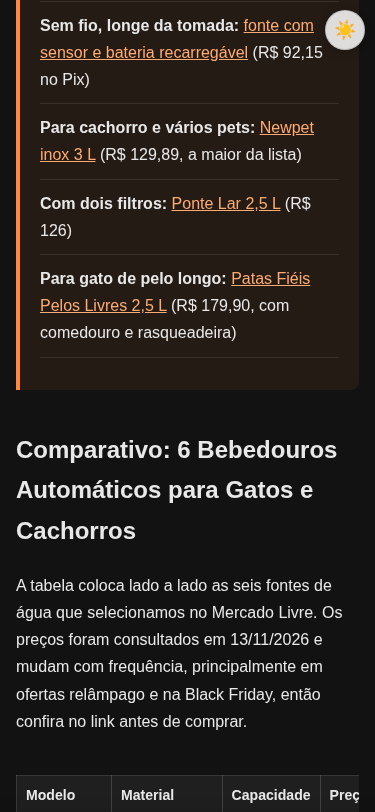 Sem fio, longe da tomada: fonte com
sensor e bateria recarregável (R$ 92,15
no Pix)
Para cachorro e vários pets: Newpet
inox 3 L (R$ 129,89, a maior da lista)
Com dois filtros: Ponte Lar 2,5 L (R$
126)
Para gato de pelo longo: Patas Fiéis
Pelos Livres 2,5 L (R$ 179,90, com
comedouro e rasqueadeira)
Comparativo: 6 Bebedouros
Automáticos para Gatos e
Cachorros
A tabela coloca lado a lado as seis fontes de
água que selecionamos no Mercado Livre. Os
preços foram consultados em 13/11/2026 e
mudam com frequência, principalmente em
ofertas relâmpago e na Black Friday, então
confira no link antes de comprar.
Modelo Material Capacidade Preç